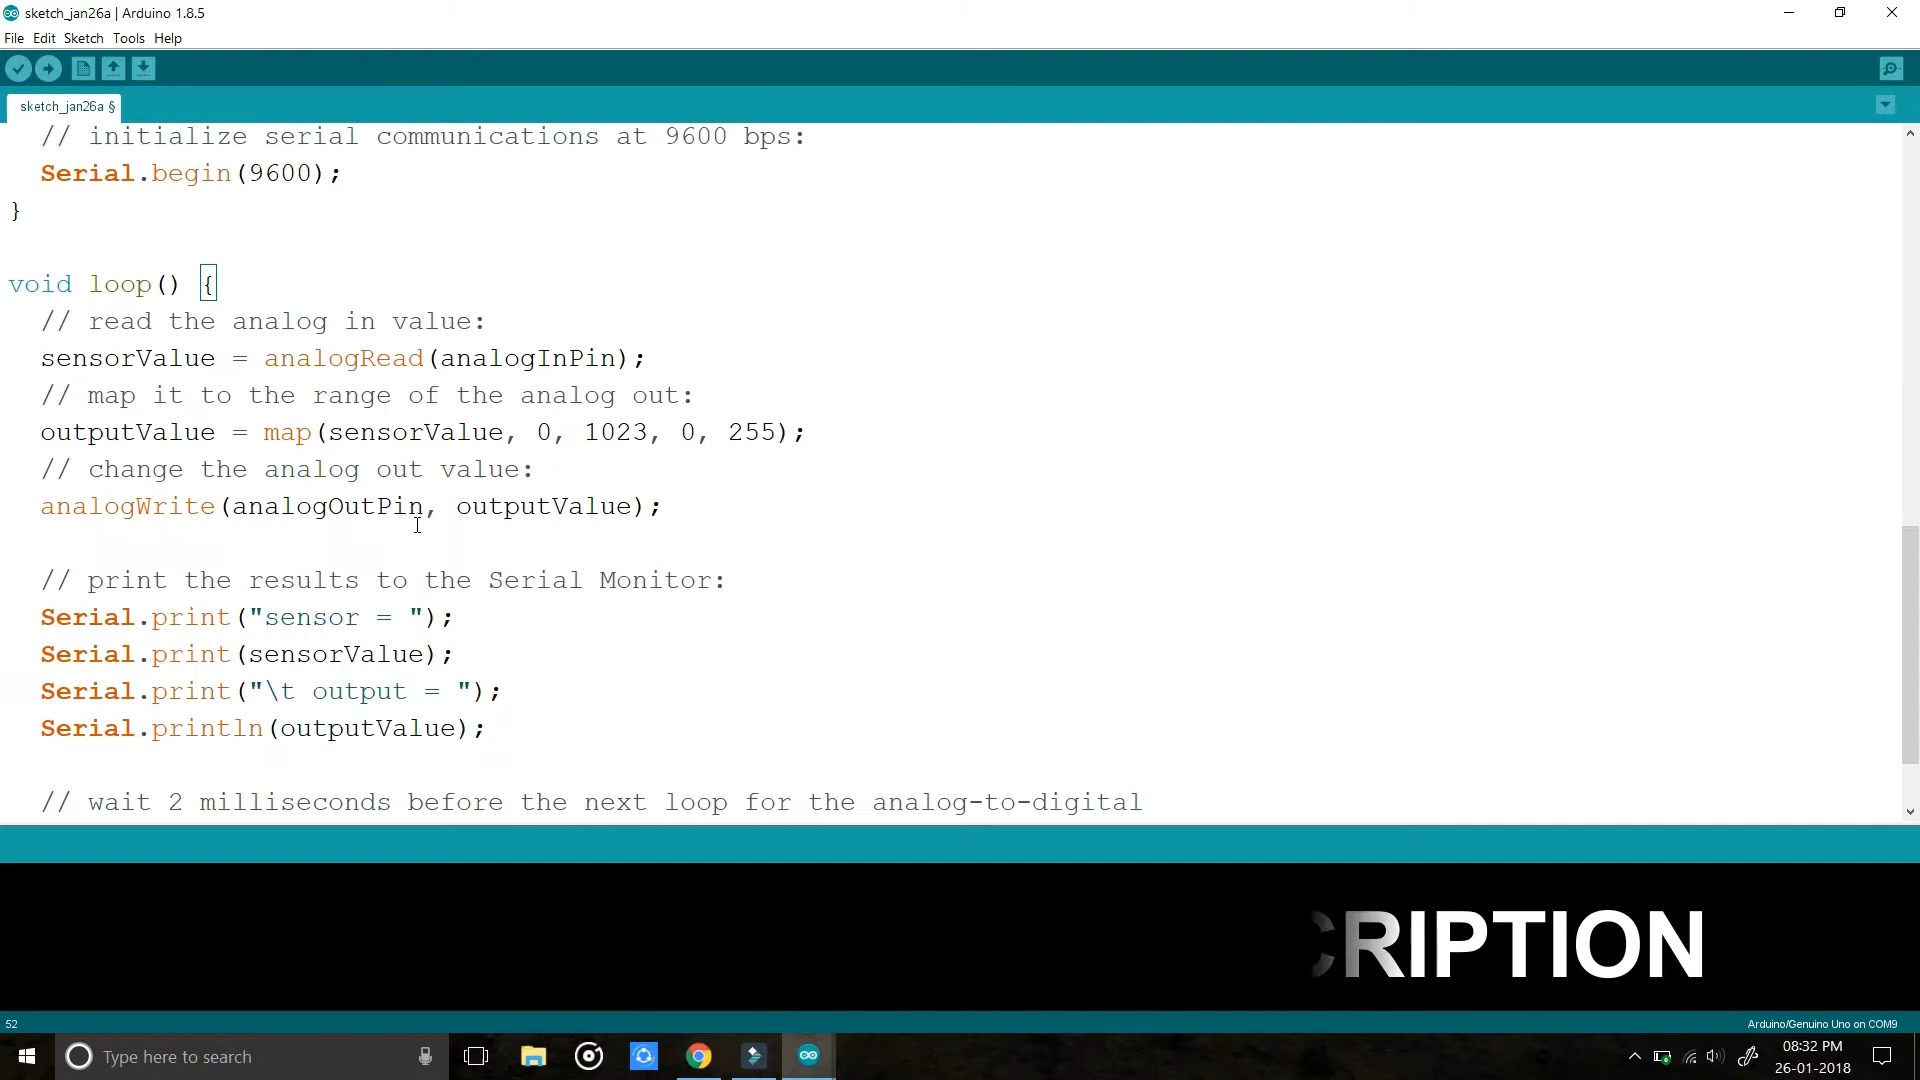 sketch_jan26a | Arduino 1.8.5
File Edit Sketch Tools Help
sketch_jan26a §
// initialize serial communications at 9600 bps:
Serial.begin(9600);
}
void loop() {
// read the analog in value:
sensorValue = analogRead(analogInPin);
// map it to the range of the analog out:
outputValue = map(sensorValue, 0, 1023, 0, 255);
// change the analog out value:
analogWrite(analogOutPin, outputValue);
// print the results to the Serial Monitor:
Serial.print("sensor = ");
Serial.print(sensorValue);
Serial.print("\t output = ");
Serial.println(outputValue);
// wait 2 milliseconds before the next loop for the analog-to-digital
CRIPTION
52
Arduino/Genuino Uno on COM9
Type here to search
08:32 PM
26-01-2018